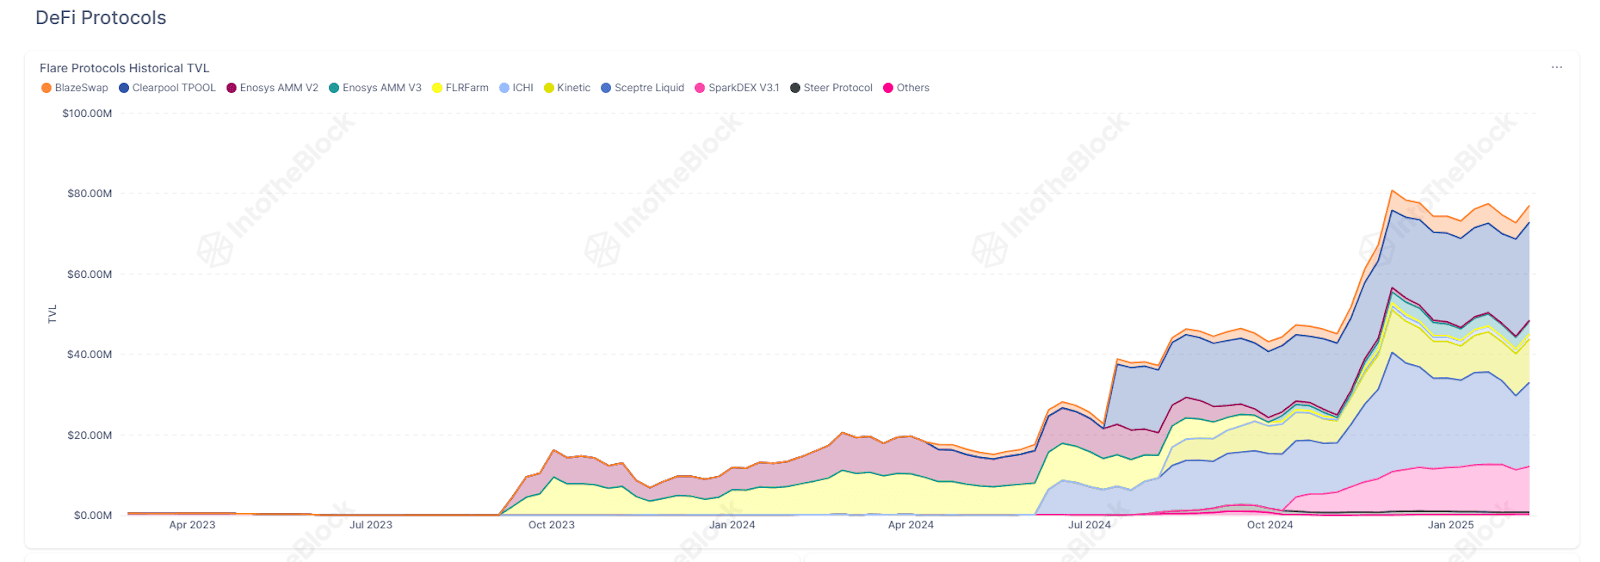 DeFi Protocols
Flare Protocols Historical TVL
...
BlazeSwap Clearpool TPOOL Enosys AMM V2 Enosys AMM V3 FLRFarm ICHI Kinetic Sceptre Liquid SparkDEX V3.1 Steer Protocol Others
$100.00M
$80.00M
$60.00M
$40.00M
$20.00M
$0.00M
TVL
IntoTheBlock IntoTheBlock IntoTheBlock IntoTheBlock
Apr 2023 Jul 2023 Oct 2023 Jan 2024 Apr 2024 Jul 2024 Oct 2024 Jan 2025